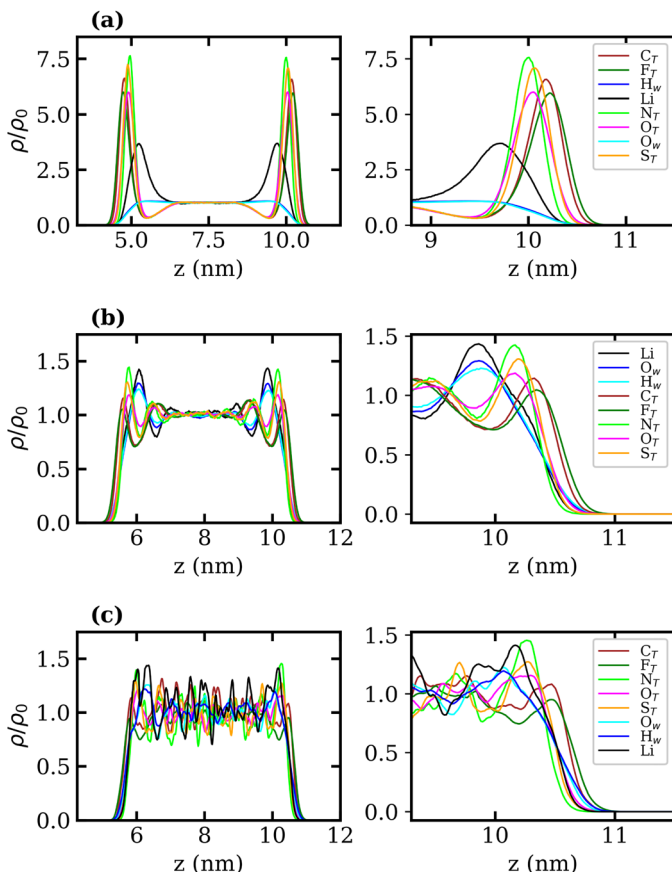 (a)
ρ/ρ₀
7.5
5.0
2.5
0.0
5.0 7.5 10.0
z (nm)
7.5
5.0
2.5
0.0
9 10 11
z (nm)
C_T
F_T
H_w
Li
N_T
O_T
O_w
S_T
(b)
ρ/ρ₀
1.5
1.0
0.5
0.0
6 8 10 12
z (nm)
1.5
1.0
0.5
0.0
10 11
z (nm)
Li
O_w
H_w
C_T
F_T
N_T
O_T
S_T
(c)
ρ/ρ₀
1.5
1.0
0.5
0.0
6 8 10 12
z (nm)
1.5
1.0
0.5
0.0
10 11
z (nm)
C_T
F_T
N_T
O_T
S_T
O_w
H_w
Li